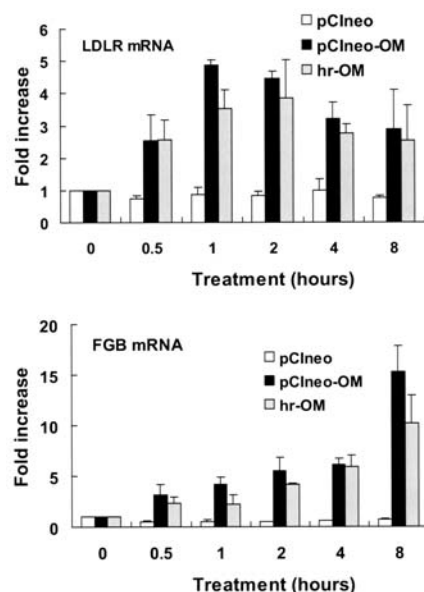 LDLR mRNA
pCIneo
pCIneo-OM
hr-OM
Fold increase
6
5
4
3
2
1
0
0 0.5 1 2 4 8
Treatment (hours)
FGB mRNA
pCIneo
pCIneo-OM
hr-OM
Fold increase
20
15
10
5
0
0 0.5 1 2 4 8
Treatment (hours)